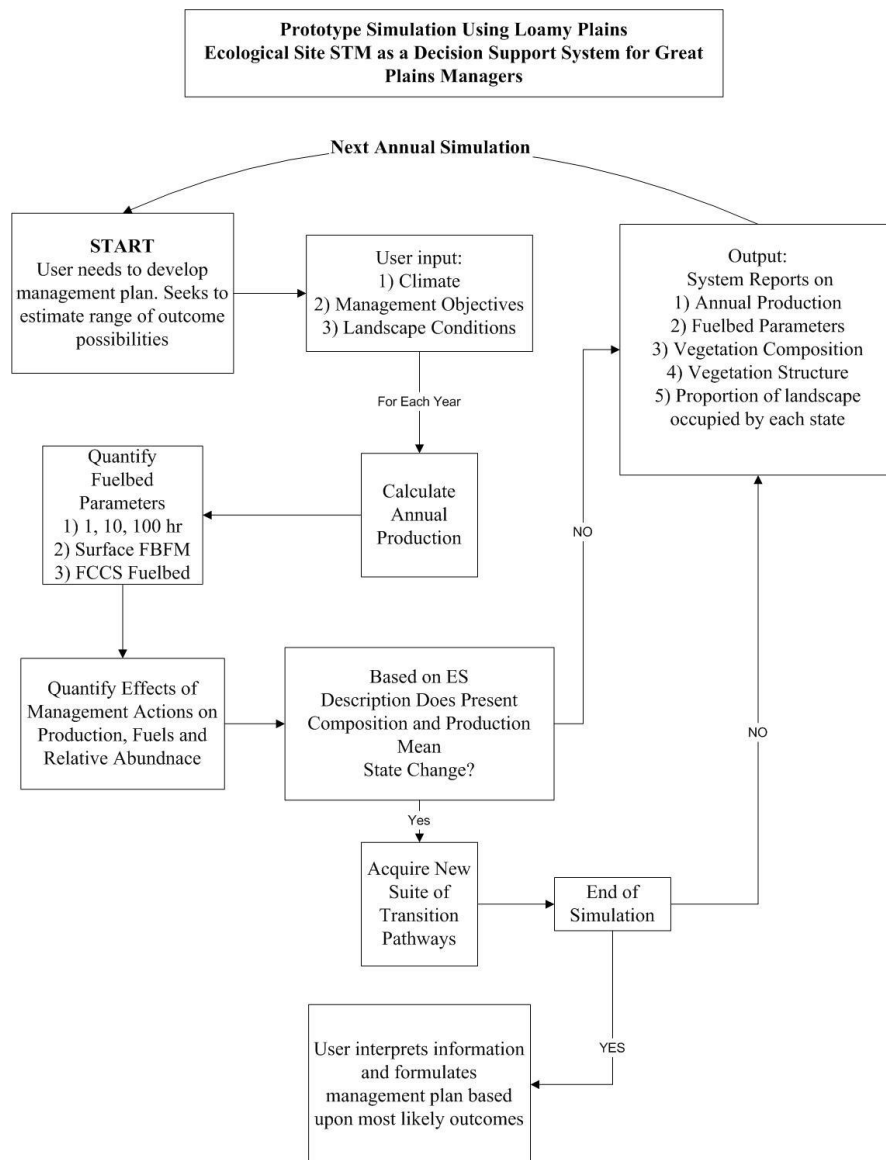 Prototype Simulation Using Loamy Plains
Ecological Site STM as a Decision Support System for Great
Plains Managers
Next Annual Simulation
START
User needs to develop
management plan. Seeks to
estimate range of outcome
possibilities
User input:
1) Climate
2) Management Objectives
3) Landscape Conditions
Output:
System Reports on
1) Annual Production
2) Fuelbed Parameters
3) Vegetation Composition
4) Vegetation Structure
5) Proportion of landscape
occupied by each state
For Each Year
Quantify
Fuelbed
Parameters
1) 1, 10, 100 hr
2) Surface FBFM
3) FCCS Fuelbed
Calculate
Annual
Production
NO
Quantify Effects of
Management Actions on
Production, Fuels and
Relative Abundnace
Based on ES
Description Does Present
Composition and Production
Mean
State Change?
NO
Yes
Acquire New
Suite of
Transition
Pathways
End of
Simulation
YES
User interprets information
and formulates
management plan based
upon most likely outcomes